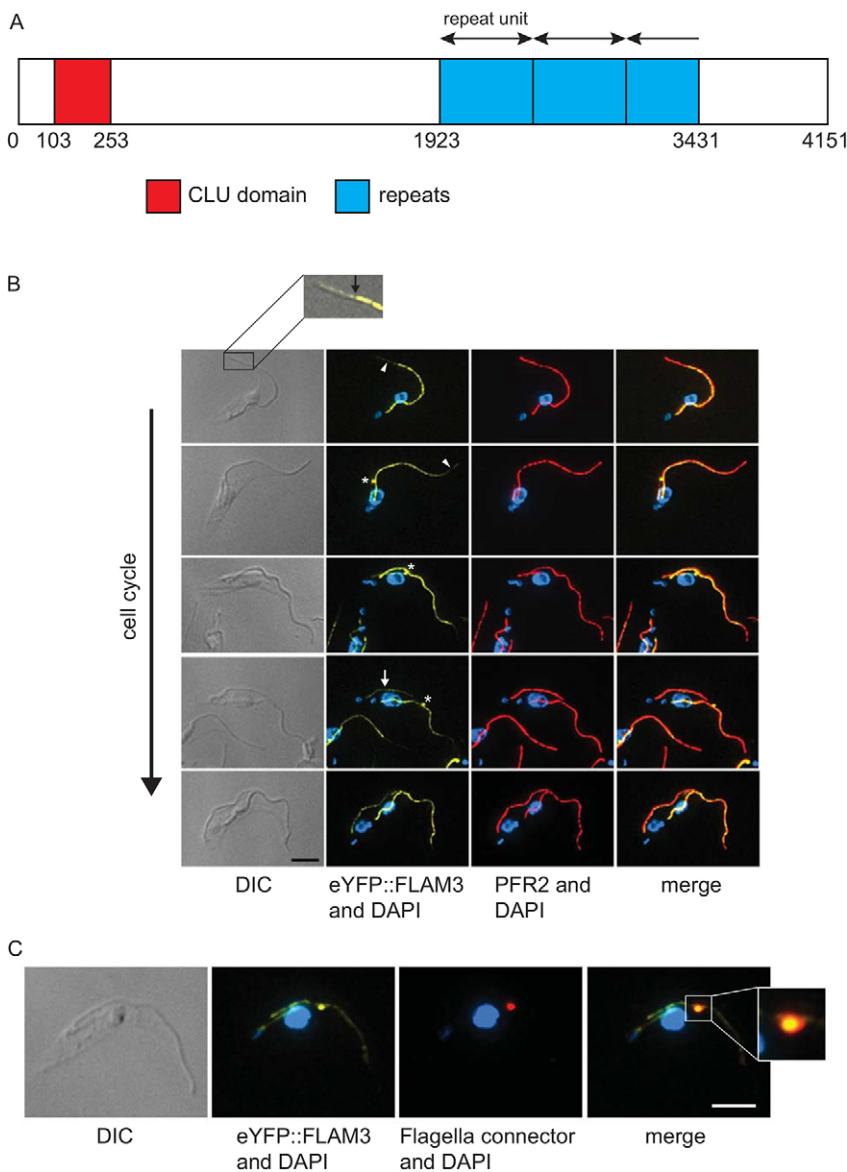 A
repeat unit
0 103 253 1923 3431 4151
CLU domain repeats
B
*
*
*
cell cycle
DIC eYFP::FLAM3 and DAPI PFR2 and DAPI merge
C
DIC eYFP::FLAM3 and DAPI Flagella connector and DAPI merge